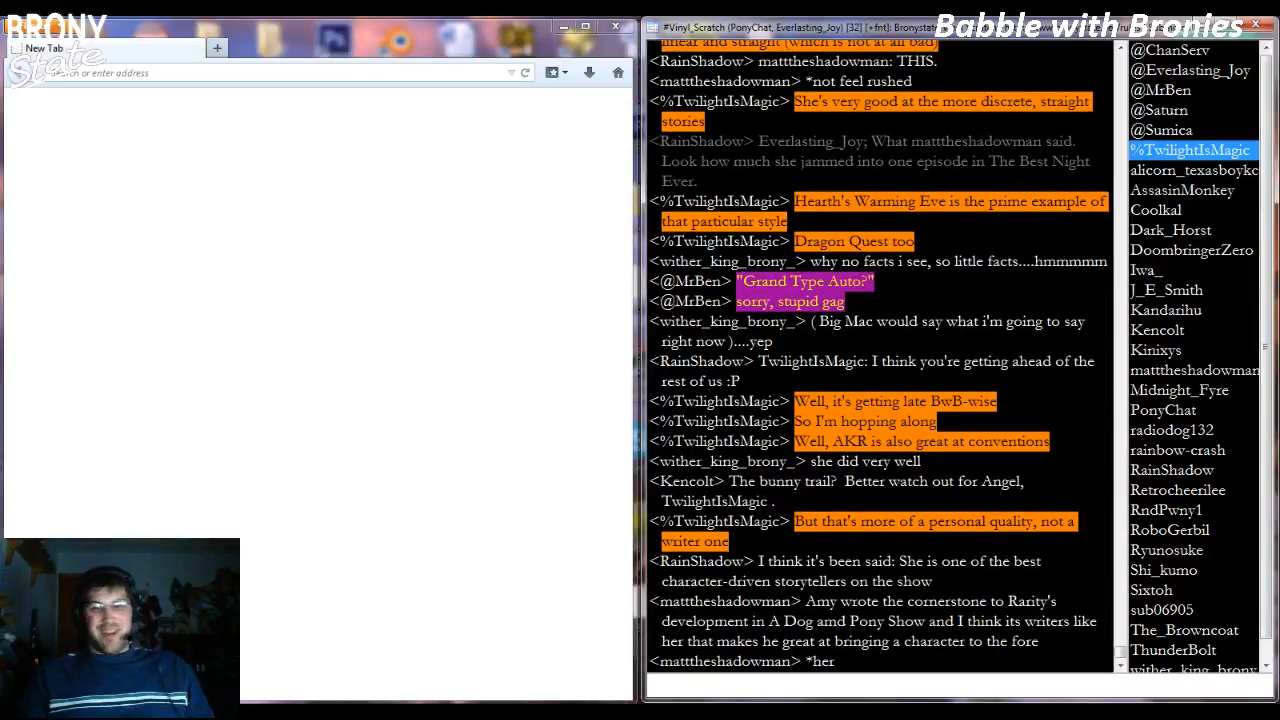 BRONY
State
New Tab
or enter address
#Vinyl_Scratch (PonyChat, Everlasting_Joy) [32] [+fnt]: Bronystate
Babble with Bronies
linear and straight (which is not at all bad)
<RainShadow> matttheshadowman: THIS.
<matttheshadowman> *not feel rushed
<%TwilightIsMagic> She's very good at the more discrete, straight
stories
<RainShadow> Everlasting_Joy; What matttheshadowman said.
Look how much she jammed into one episode in The Best Night
Ever.
<%TwilightIsMagic> Hearth's Warming Eve is the prime example of
that particular style
<%TwilightIsMagic> Dragon Quest too
<wither_king_brony_> why no facts i see, so little facts....hmmmmm
<@MrBen> "Grand Type Auto?"
<@MrBen> sorry, stupid gag
<wither_king_brony_> ( Big Mac would say what i'm going to say
right now )....yep
<RainShadow> TwilightIsMagic: I think you're getting ahead of the
rest of us :P
<%TwilightIsMagic> Well, it's getting late BwB-wise
<%TwilightIsMagic> So I'm hopping along
<%TwilightIsMagic> Well, AKR is also great at conventions
<wither_king_brony_> she did very well
<Kencolt> The bunny trail?  Better watch out for Angel,
TwilightIsMagic .
<%TwilightIsMagic> But that's more of a personal quality, not a
writer one
<RainShadow> I think it's been said: She is one of the best
character-driven storytellers on the show
<matttheshadowman> Amy wrote the cornerstone to Rarity's
development in A Dog amd Pony Show and I think its writers like
her that makes he great at bringing a character to the fore
<matttheshadowman> *her
@ChanServ
@Everlasting_Joy
@MrBen
@Saturn
@Sumica
%TwilightIsMagic
alicorn_texasboykc
AssasinMonkey
Coolkal
Dark_Horst
DoombringerZero
Iwa_
J_E_Smith
Kandarihu
Kencolt
Kinixys
matttheshadowman
Midnight_Fyre
PonyChat
radiodog132
rainbow-crash
RainShadow
Retrocheerilee
RndPwny1
RoboGerbil
Ryunosuke
Shi_kumo
Sixtoh
sub06905
The_Browncoat
ThunderBolt
wither_king_brony